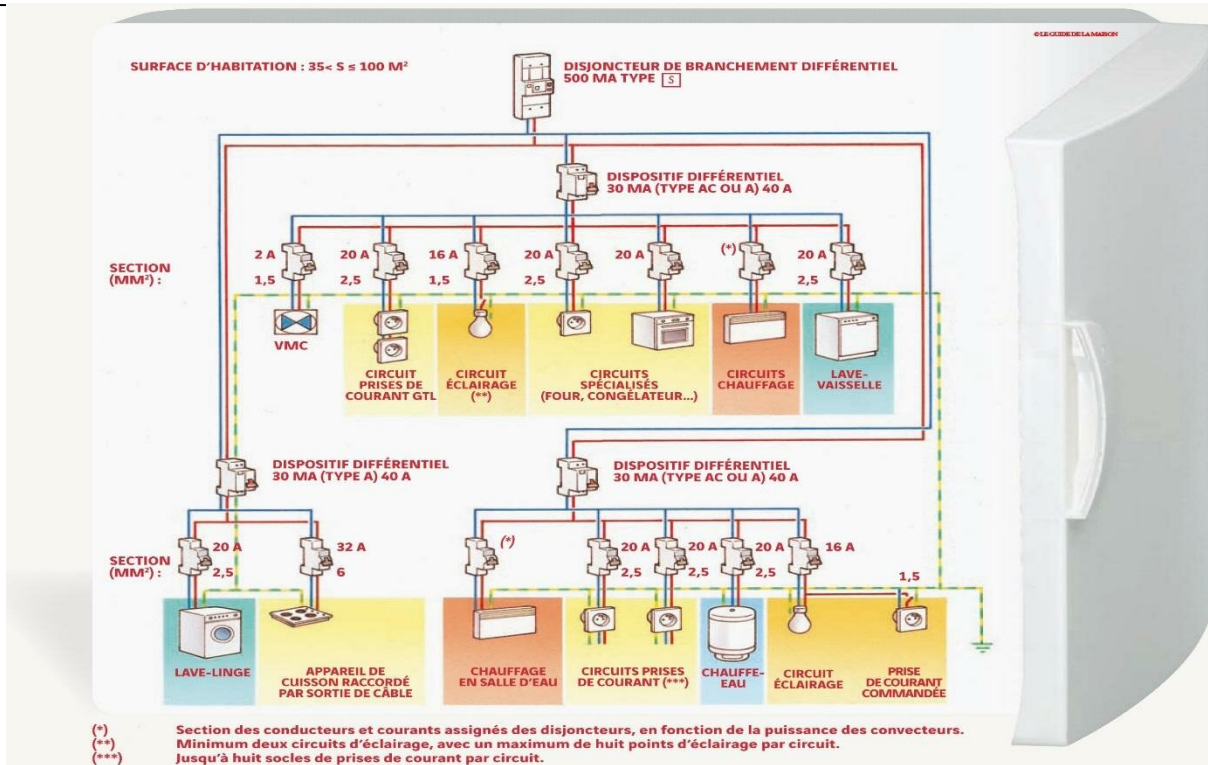 ©LE GUIDE DE LA MAISON
SURFACE D'HABITATION : 35< S ≤ 100 M²
DISJONCTEUR DE BRANCHEMENT DIFFÉRENTIEL
500 MA TYPE S
DISPOSITIF DIFFÉRENTIEL
30 MA (TYPE AC OU A) 40 A
2 A
20 A
16 A
20 A
20 A
(*)
20 A
SECTION
(MM²) :
1,5
2,5
1,5
2,5
2,5
VMC
CIRCUIT
PRISES DE
COURANT GTL
CIRCUIT
ÉCLAIRAGE
(**)
CIRCUITS
SPÉCIALISÉS
(FOUR, CONGÉLATEUR...)
CIRCUITS
CHAUFFAGE
LAVE-
VAISSELLE
DISPOSITIF DIFFÉRENTIEL
30 MA (TYPE A) 40 A
DISPOSITIF DIFFÉRENTIEL
30 MA (TYPE AC OU A) 40 A
20 A
32 A
(*)
20 A
20 A
20 A
16 A
SECTION
(MM²) :
2,5
6
2,5
2,5
2,5
1,5
LAVE-LINGE
APPAREIL DE
CUISSON RACCORDÉ
PAR SORTIE DE CÂBLE
CHAUFFAGE
EN SALLE D'EAU
CIRCUITS PRISES
DE COURANT (***)
CHAUFFE-
EAU
CIRCUIT
ÉCLAIRAGE
PRISE
DE COURANT
COMMANDÉE
(*) Section des conducteurs et courants assignés des disjoncteurs, en fonction de la puissance des convecteurs.
(**) Minimum deux circuits d'éclairage, avec un maximum de huit points d'éclairage par circuit.
(***) Jusqu'à huit socles de prises de courant par circuit.